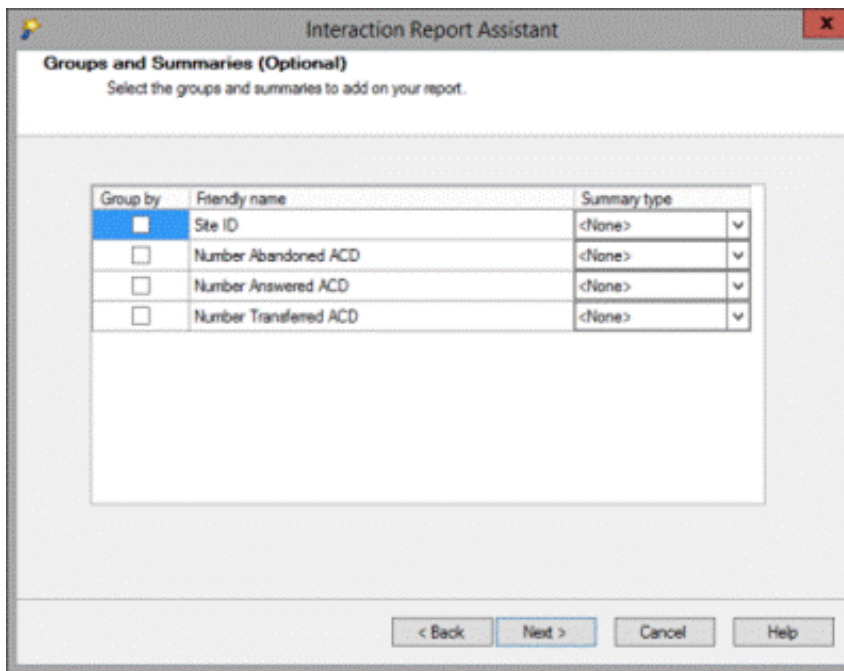 Interaction Report Assistant
Groups and Summaries (Optional)
Select the groups and summaries to add on your report.
Group by Friendly name Summary type
Site ID <None>
Number Abandoned ACD <None>
Number Answered ACD <None>
Number Transferred ACD <None>
< Back Next > Cancel Help